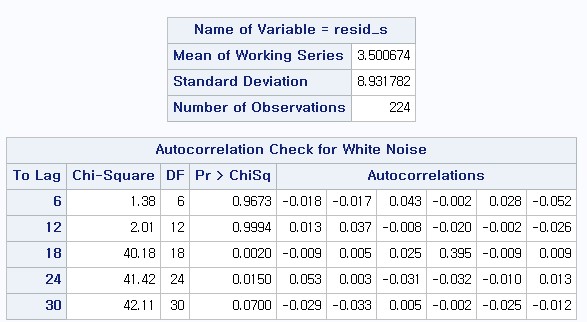 Name of Variable = resid_s
Mean of Working Series 3.500674
Standard Deviation 8.931782
Number of Observations 224
Autocorrelation Check for White Noise
To Lag Chi-Square DF Pr > ChiSq Autocorrelations
6 1.38 6 0.9673 -0.018 -0.017 0.043 -0.002 0.028 -0.052
12 2.01 12 0.9994 0.013 0.037 -0.008 -0.020 -0.002 -0.026
18 40.18 18 0.0020 -0.009 0.005 0.025 0.395 -0.009 0.009
24 41.42 24 0.0150 0.053 0.003 -0.031 -0.032 -0.010 0.013
30 42.11 30 0.0700 -0.029 -0.033 0.005 -0.002 -0.025 -0.012